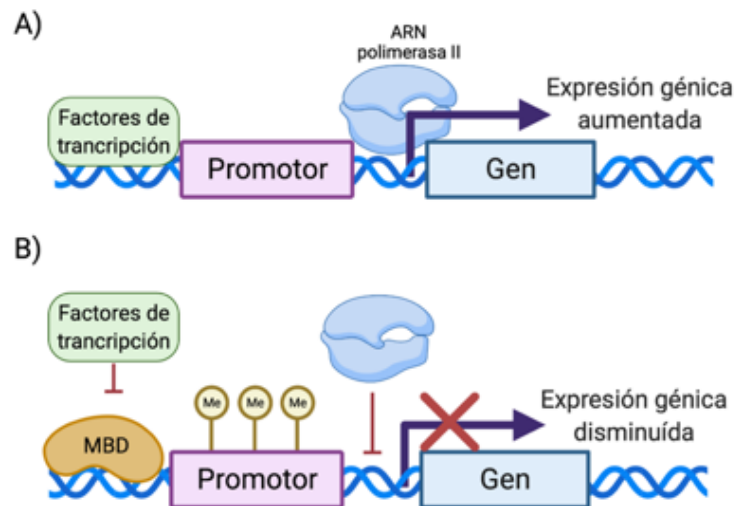 A)
ARN
polimerasa II
Factores de
trancripción
Promotor
Gen
Expresión génica
aumentada
B)
Factores de
trancripción
MBD
Me Me Me
Promotor
Gen
Expresión génica
disminuída